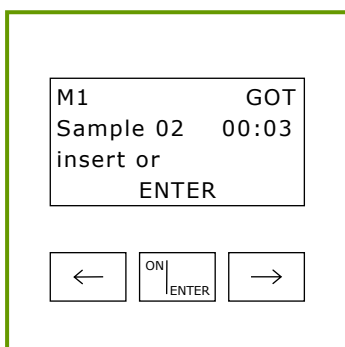 M1 GOT
Sample 02 00:03
insert or
ENTER
← ON ENTER →